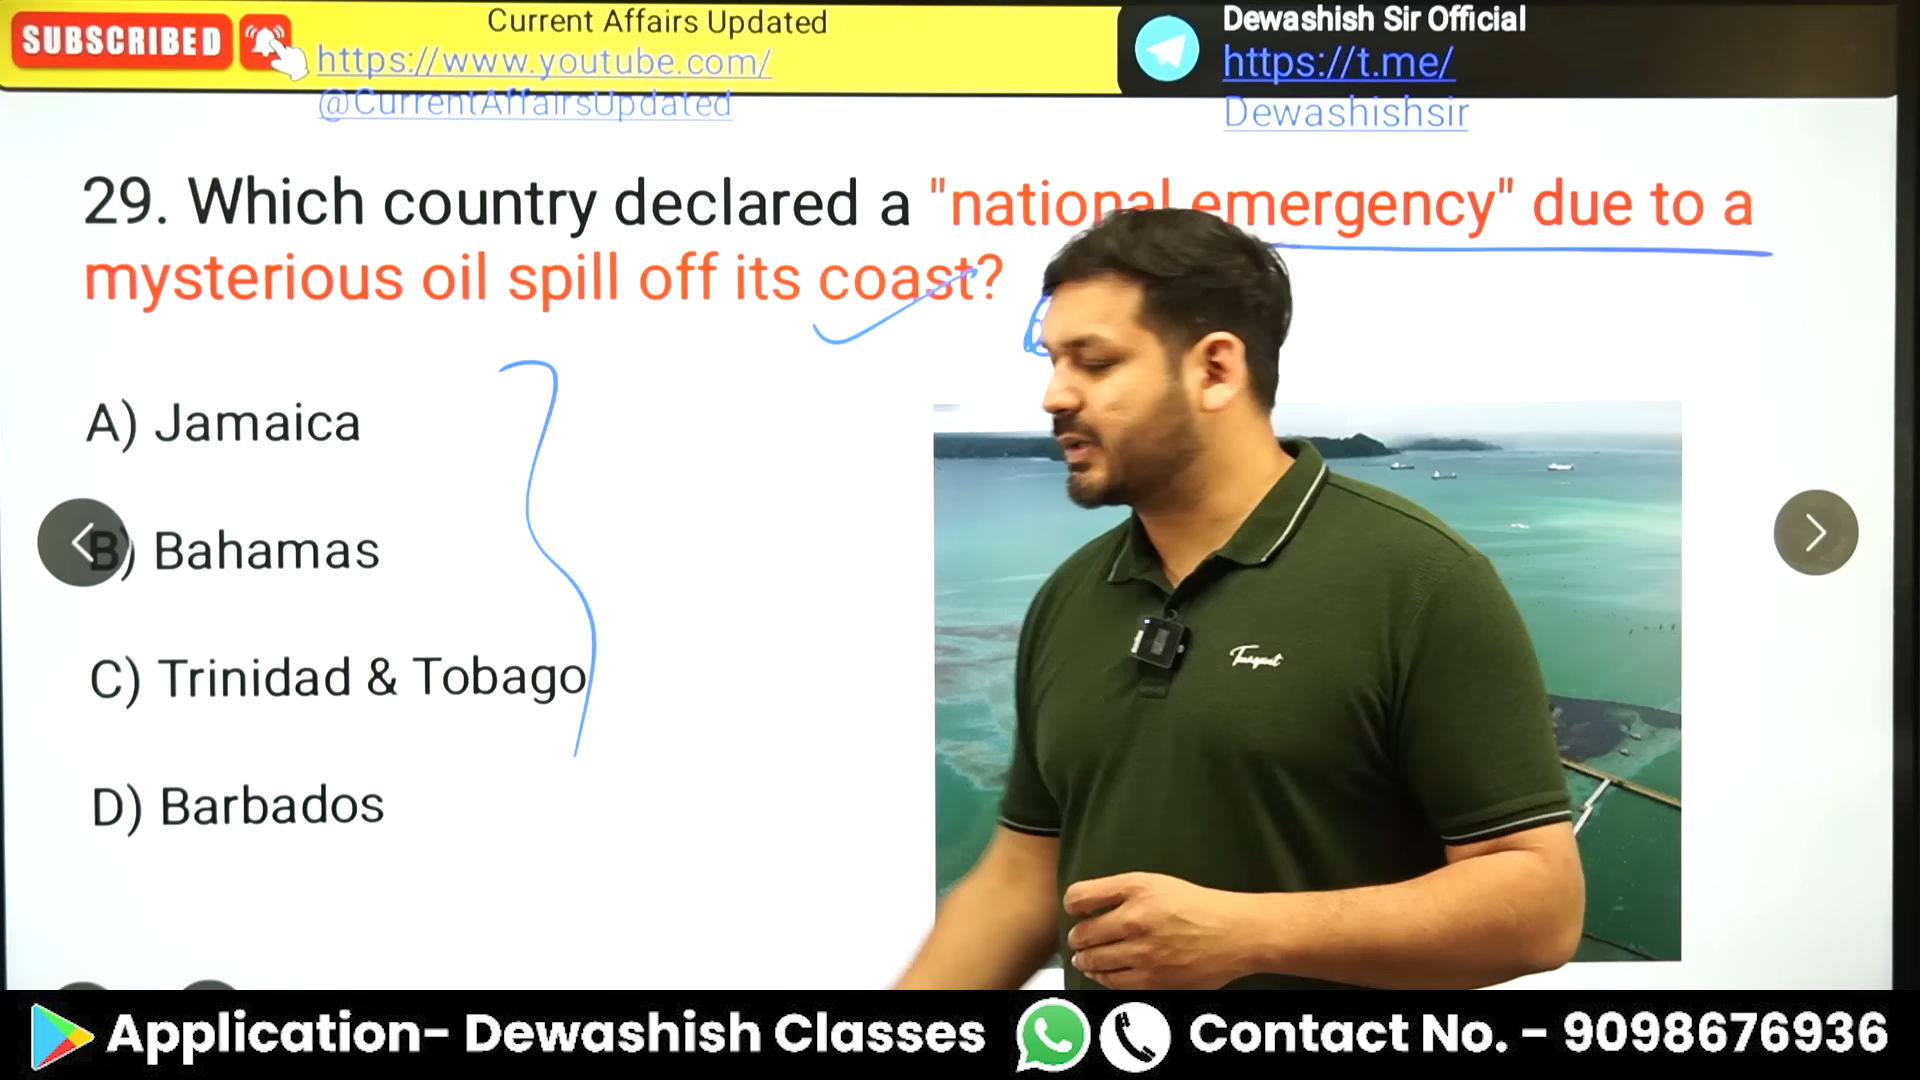 SUBSCRIBED
Current Affairs Updated
https://www.youtube.com/
@CurrentAffairsUpdated
Dewashish Sir Official
https://t.me/
Dewashishsir
29. Which country declared a "national emergency" due to a
mysterious oil spill off its coast?
A) Jamaica
B) Bahamas
C) Trinidad & Tobago
D) Barbados
Application- Dewashish Classes
Contact No. - 9098676936